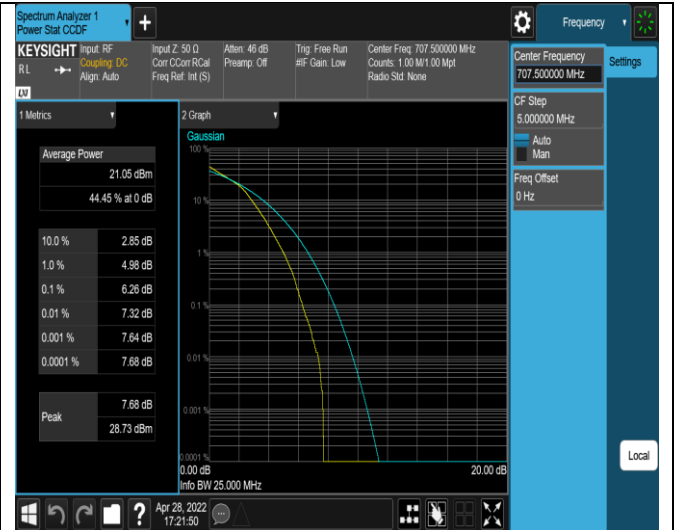 Spectrum Analyzer 1
Power Stat CCDF
+
Frequency
KEYSIGHT
RL
LXI
Input: RF
Coupling: DC
Align: Auto
Input Z: 50 Ω
Corr CCorr RCal
Freq Ref: Int (S)
Atten: 46 dB
Preamp: Off
Trig: Free Run
#IF Gain: Low
Center Freq: 707.500000 MHz
Counts: 1.00 M/1.00 Mpt
Radio Std: None
Center Frequency
707.500000 MHz
Settings
CF Step
5.000000 MHz
Auto
Man
Freq Offset
0 Hz
1 Metrics
Average Power
21.05 dBm
44.45 % at 0 dB
10.0 % 2.85 dB
1.0 % 4.98 dB
0.1 % 6.26 dB
0.01 % 7.32 dB
0.001 % 7.64 dB
0.0001 % 7.68 dB
Peak 7.68 dB
28.73 dBm
2 Graph
Gaussian
100 %
10 %
1 %
0.1 %
0.01 %
0.001 %
0.0001 %
0.00 dB 20.00 dB
Info BW 25.000 MHz
Local
?
Apr 28, 2022
17:21:50